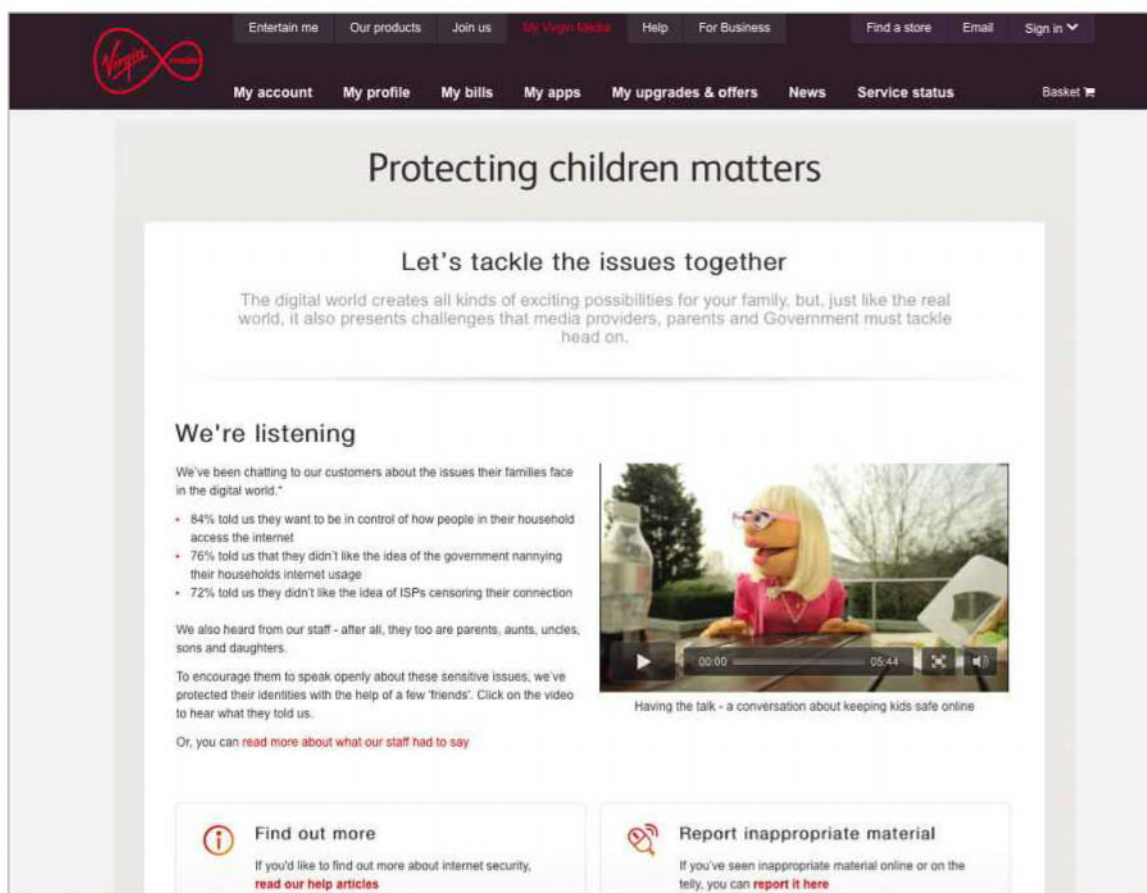 Entertain me Our products Join us My Virgin Media Help For Business Find a store Email Sign in
Virgin media
My account My profile My bills My apps My upgrades & offers News Service status Basket
Protecting children matters
Let's tackle the issues together
The digital world creates all kinds of exciting possibilities for your family, but, just like the real
world, it also presents challenges that media providers, parents and Government must tackle
head on.
We're listening
We've been chatting to our customers about the issues their families face
in the digital world.*
• 84% told us they want to be in control of how people in their household
access the internet
• 76% told us that they didn't like the idea of the government nannying
their households internet usage
• 72% told us they didn't like the idea of ISPs censoring their connection
We also heard from our staff - after all, they too are parents, aunts, uncles,
sons and daughters.
To encourage them to speak openly about these sensitive issues, we've
protected their identities with the help of a few 'friends'. Click on the video
to hear what they told us.
Or, you can read more about what our staff had to say
00:00 05:44
Having the talk - a conversation about keeping kids safe online
Find out more
If you'd like to find out more about internet security,
read our help articles
Report inappropriate material
If you've seen inappropriate material online or on the
telly, you can report it here